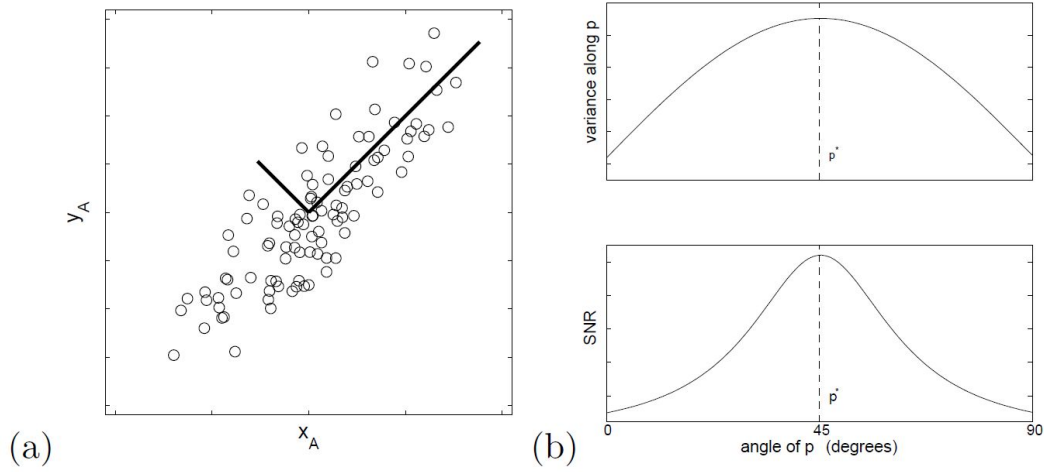 y_A
x_A
(a)
variance along p
p*
SNR
p*
0
45
90
angle of p (degrees)
(b)